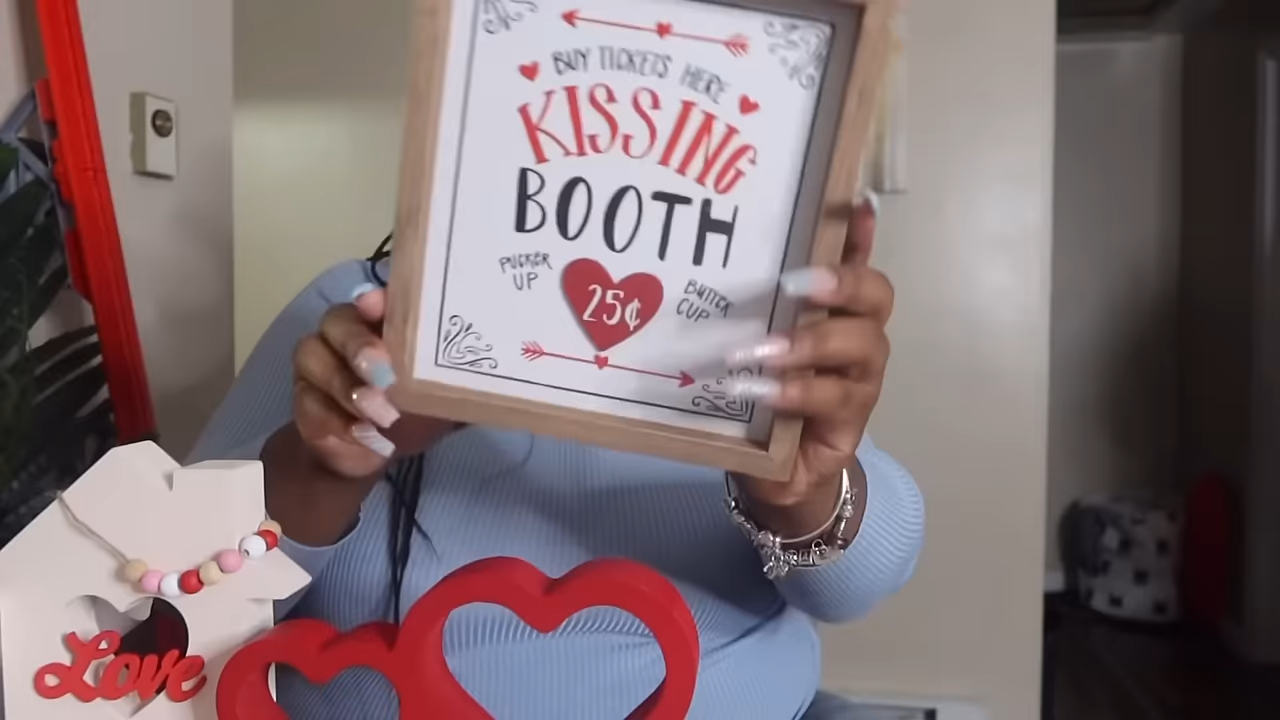 BUY TICKETS HERE
KISSING
BOOTH
PUCKER
UP
25¢
BUTTER
CUP
Love